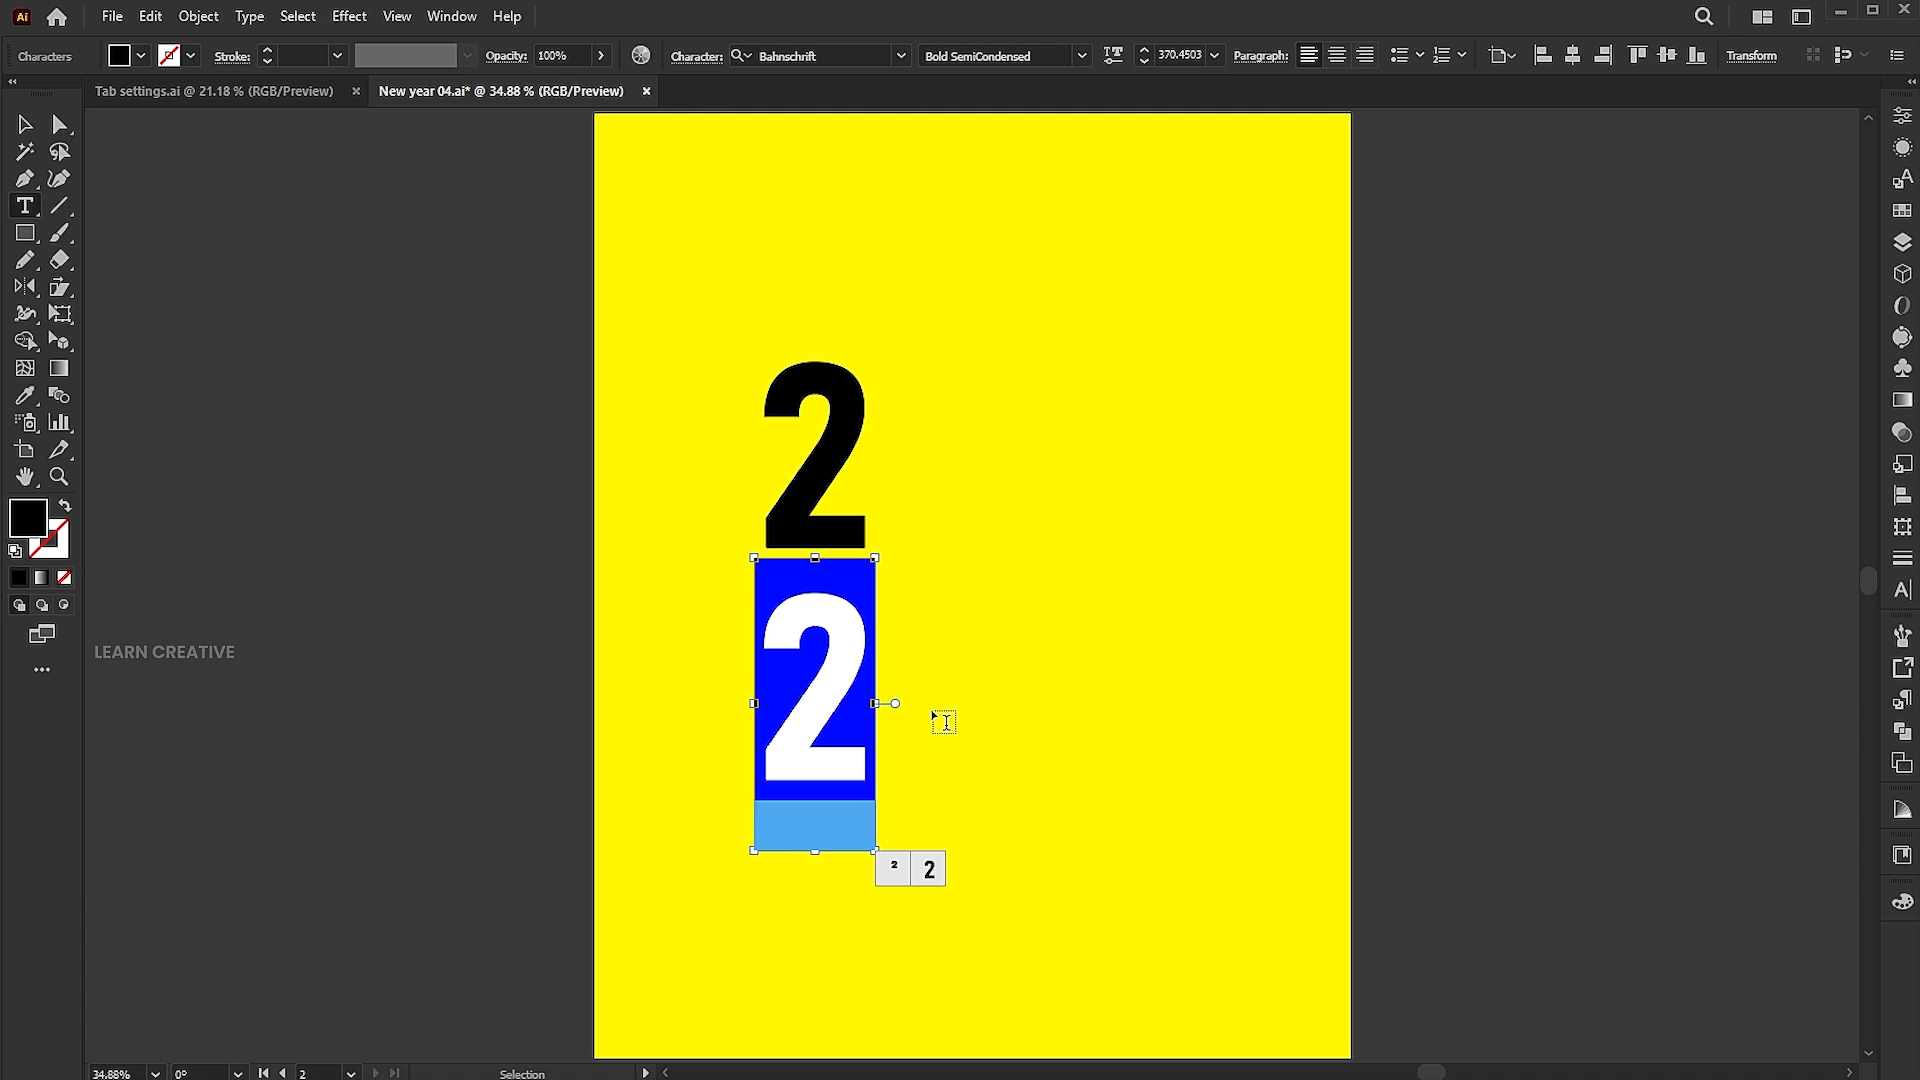 Ai File Edit Object Type Select Effect View Window Help
Characters Stroke: Opacity: 100% Character: Bahnschrift Bold SemiCondensed 370.4503 Paragraph: Transform
Tab settings.ai @ 21.18 % (RGB/Preview) × New year 04.ai* @ 34.88 % (RGB/Preview) ×
2
2
LEARN CREATIVE
² 2
34.88% 0° 2 Selection